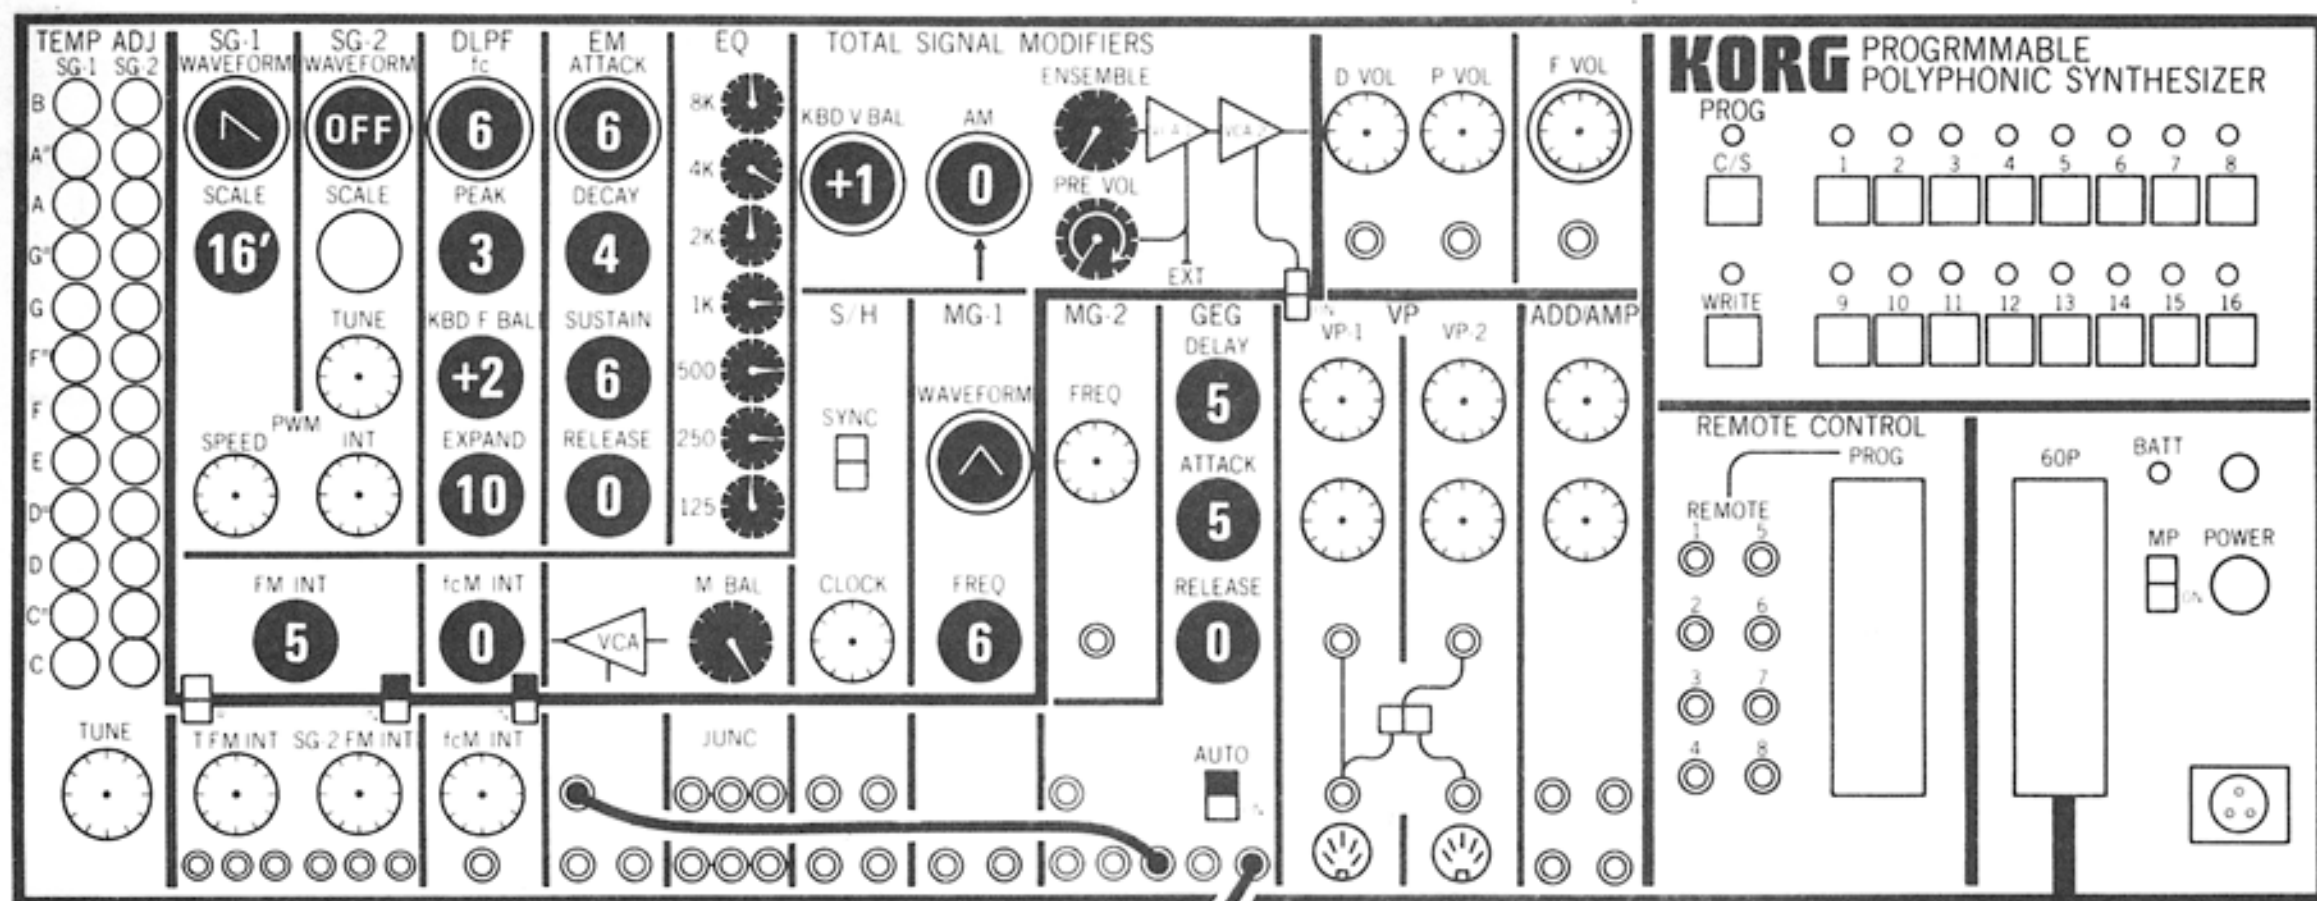 TEMP ADJ
SG-1 SG-2
B
A#
A
G#
G
F#
F
E
D#
D
C#
C
TUNE
SG-1
WAVEFORM
SCALE
16'
SPEED
PWM
SG-2
WAVEFORM
OFF
SCALE
TUNE
INT
DLPF
fc
6
PEAK
3
KBD F BAL
+2
EXPAND
10
EM
ATTACK
6
DECAY
4
SUSTAIN
6
RELEASE
0
EQ
8K
4K
2K
1K
500
250
125
FM INT
5
fcM INT
0
VCA
M BAL
T FM INT
SG-2 FM INT
fcM INT
JUNC
TOTAL SIGNAL MODIFIERS
KBD V BAL
+1
AM
0
ENSEMBLE
PRE VOL
VCA 2
EXT
S/H
SYNC
CLOCK
MG-1
WAVEFORM
FREQ
6
MG-2
FREQ
GEG
DELAY
5
ATTACK
5
RELEASE
0
AUTO
D VOL
P VOL
F VOL
VP
VP-1
VP-2
ADD/AMP
KORG PROGRMMABLE
POLYPHONIC SYNTHESIZER
PROG
C/S
1 2 3 4 5 6 7 8
WRITE
9 10 11 12 13 14 15 16
REMOTE CONTROL
PROG
REMOTE
1 5
2 6
3 7
4 8
60P
BATT
MP
ON
POWER